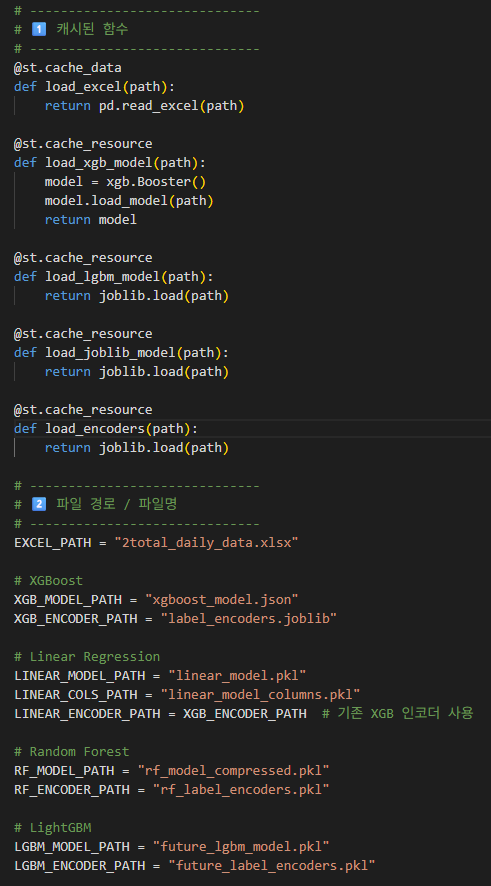 # -----------------------------
# 1️⃣ 캐시된 함수
# -----------------------------
@st.cache_data
def load_excel(path):
    return pd.read_excel(path)

@st.cache_resource
def load_xgb_model(path):
    model = xgb.Booster()
    model.load_model(path)
    return model

@st.cache_resource
def load_lgbm_model(path):
    return joblib.load(path)

@st.cache_resource
def load_joblib_model(path):
    return joblib.load(path)

@st.cache_resource
def load_encoders(path):
    return joblib.load(path)

# -----------------------------
# 2️⃣ 파일 경로 / 파일명
# -----------------------------
EXCEL_PATH = "2total_daily_data.xlsx"

# XGBoost
XGB_MODEL_PATH = "xgboost_model.json"
XGB_ENCODER_PATH = "label_encoders.joblib"

# Linear Regression
LINEAR_MODEL_PATH = "linear_model.pkl"
LINEAR_COLS_PATH = "linear_model_columns.pkl"
LINEAR_ENCODER_PATH = XGB_ENCODER_PATH  # 기존 XGB 인코더 사용

# Random Forest
RF_MODEL_PATH = "rf_model_compressed.pkl"
RF_ENCODER_PATH = "rf_label_encoders.pkl"

# LightGBM
LGBM_MODEL_PATH = "future_lgbm_model.pkl"
LGBM_ENCODER_PATH = "future_label_encoders.pkl"